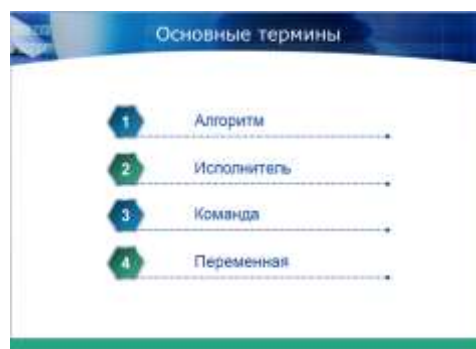 Основные термины
1 Алгоритм
2 Исполнитель
3 Команда
4 Переменная